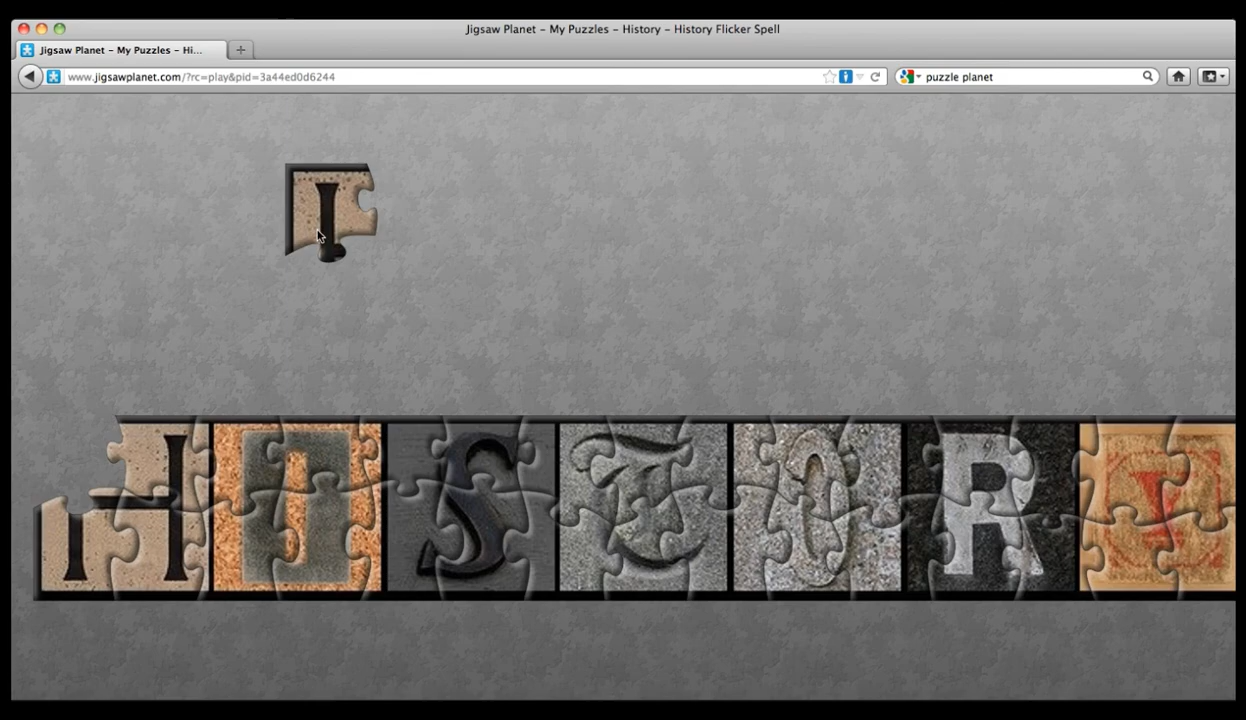 Jigsaw Planet – My Puzzles – History – History Flicker Spell
Jigsaw Planet – My Puzzles – Hi...
www.jigsawplanet.com/?rc=play&pid=3a44ed0d6244
puzzle planet
H I S T O R Y